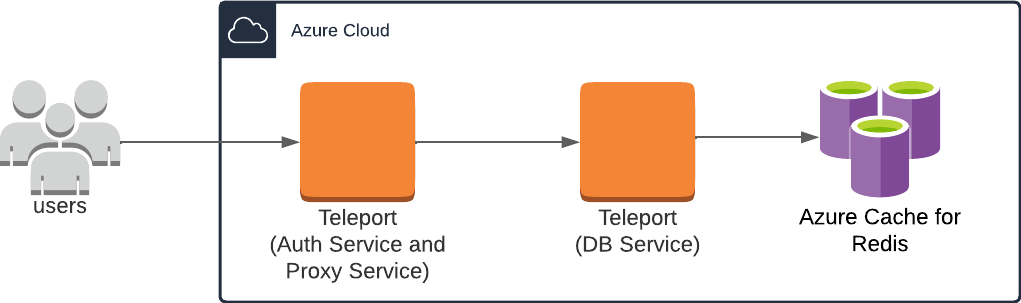 Azure Cloud
users
Teleport
(Auth Service and
Proxy Service)
Teleport
(DB Service)
Azure Cache for
Redis